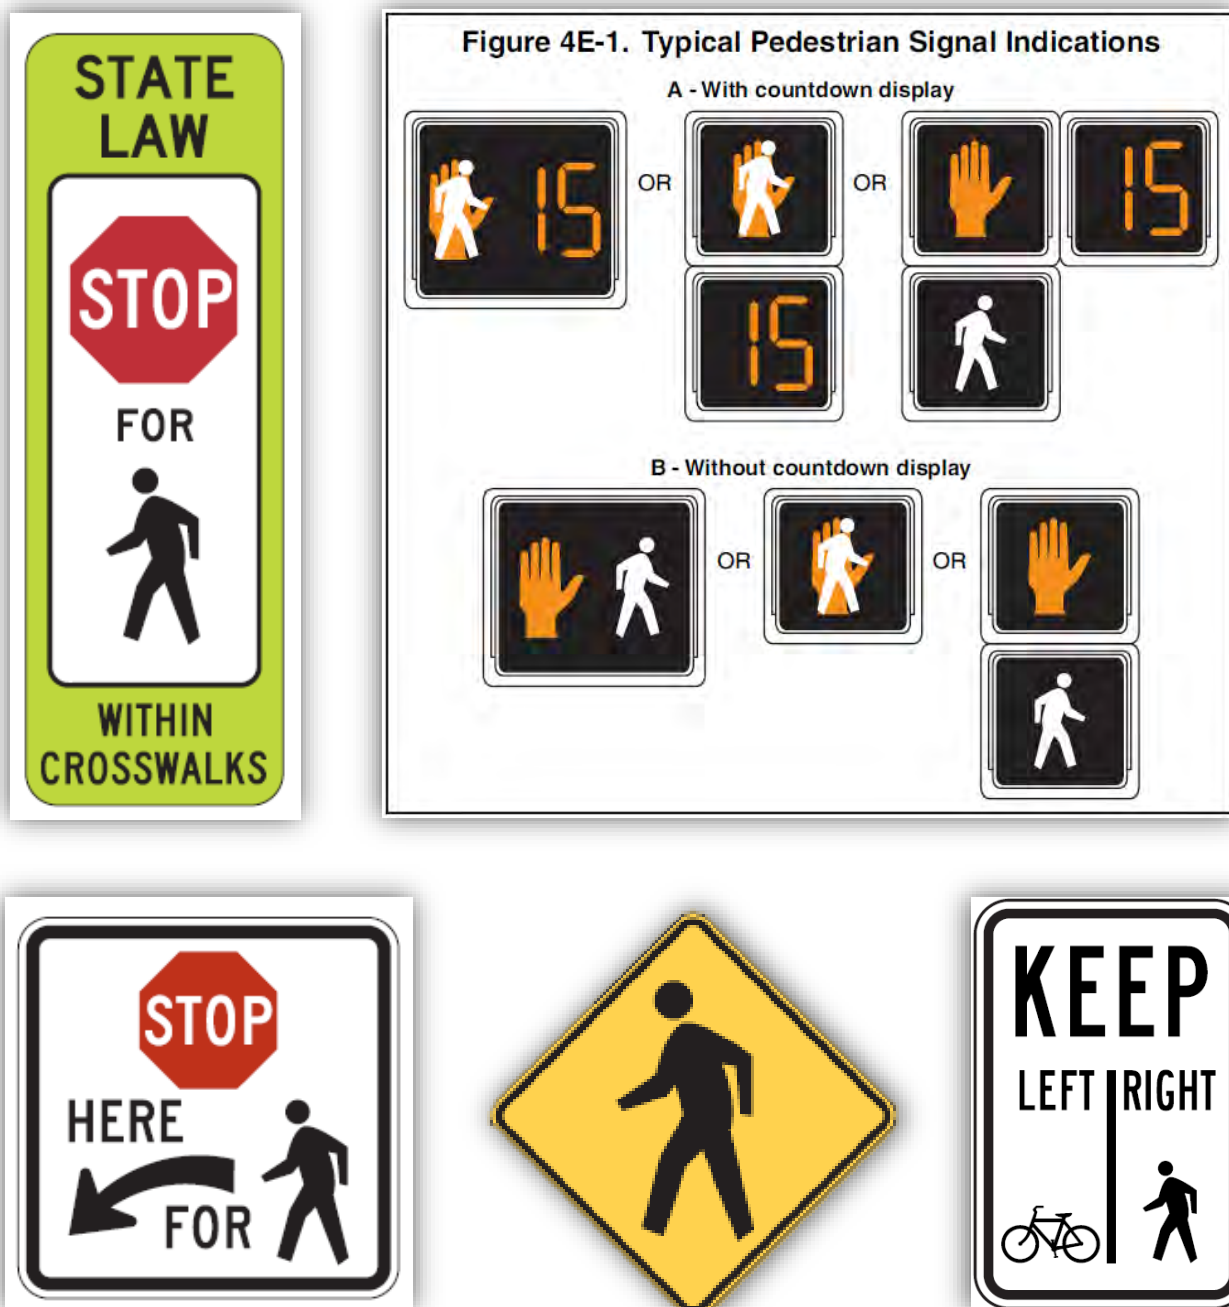 STATE
LAW
STOP
FOR
WITHIN
CROSSWALKS
Figure 4E-1. Typical Pedestrian Signal Indications
A - With countdown display
15 OR OR 15
15
B - Without countdown display
OR OR
STOP
HERE
FOR
KEEP
LEFT RIGHT